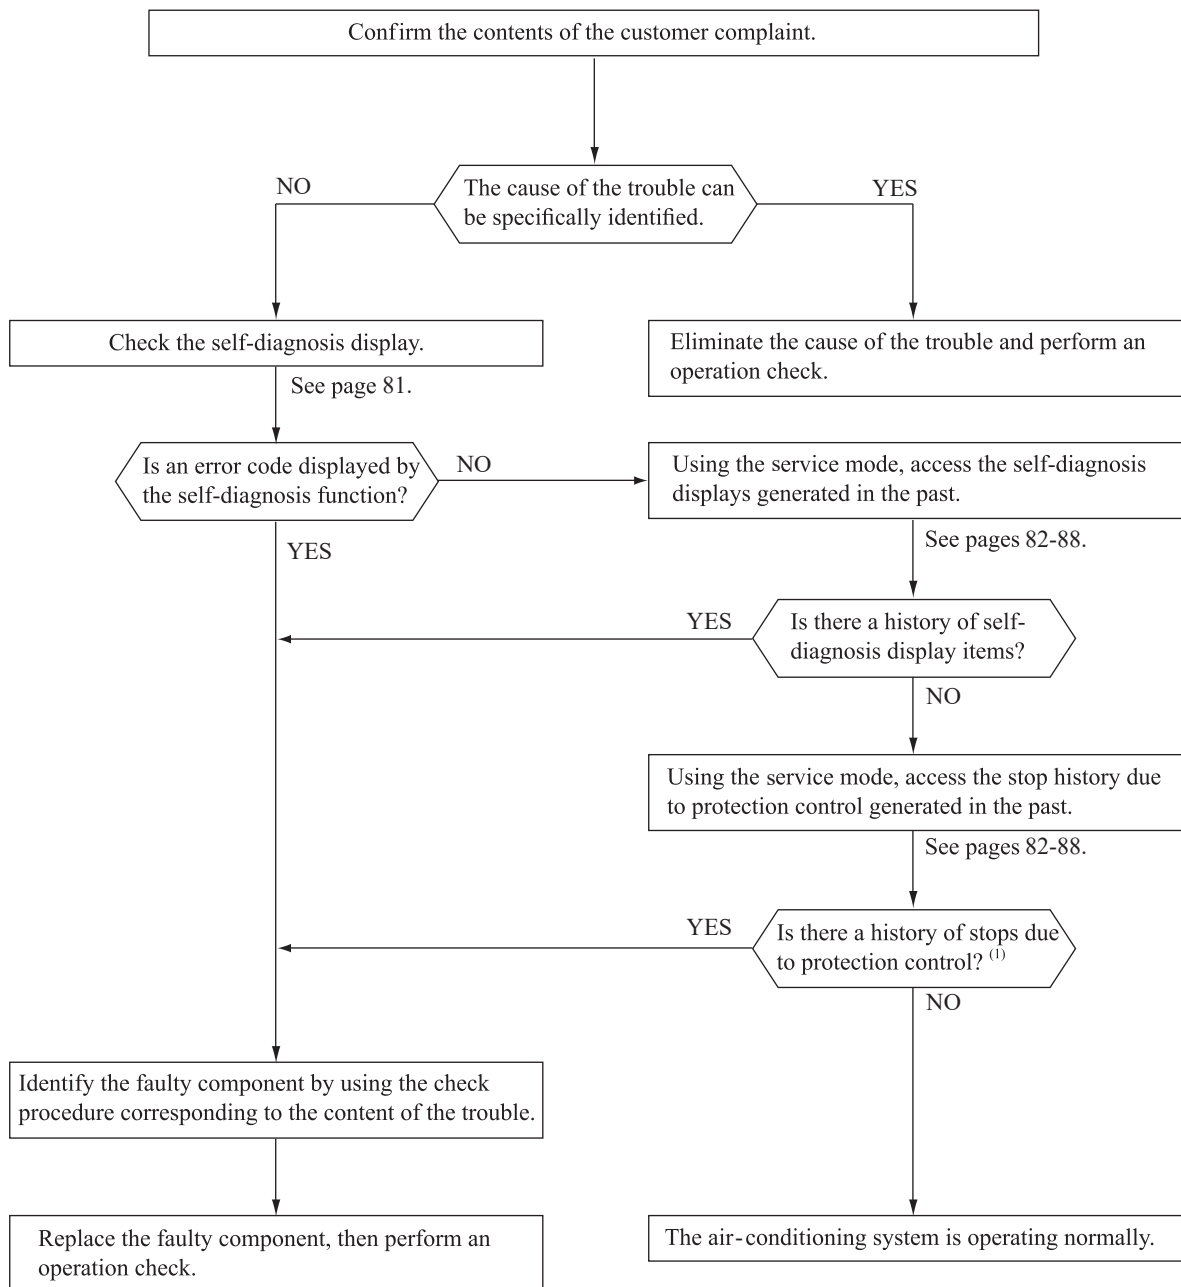 Confirm the contents of the customer complaint.
NO
The cause of the trouble can
be specifically identified.
YES
Check the self-diagnosis display.
See page 81.
Eliminate the cause of the trouble and perform an
operation check.
Is an error code displayed by
the self-diagnosis function?
NO
YES
Using the service mode, access the self-diagnosis
displays generated in the past.
See pages 82-88.
YES
Is there a history of self-
diagnosis display items?
NO
Using the service mode, access the stop history due
to protection control generated in the past.
See pages 82-88.
YES
Is there a history of stops due
to protection control? (1)
NO
Identify the faulty component by using the check
procedure corresponding to the content of the trouble.
Replace the faulty component, then perform an
operation check.
The air-conditioning system is operating normally.